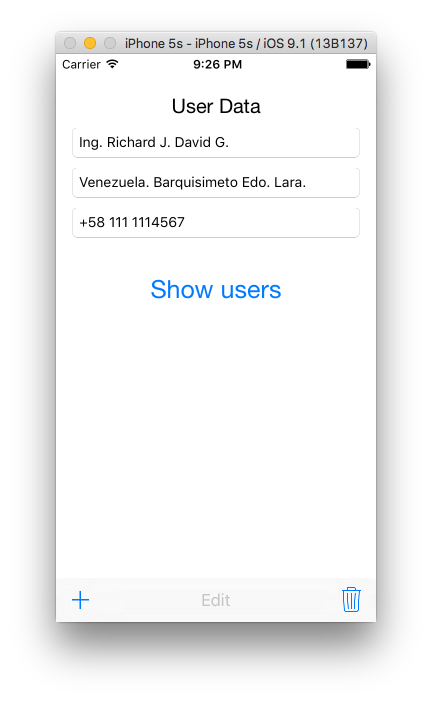 iPhone 5s - iPhone 5s / iOS 9.1 (13B137)
Carrier 9:26 PM
User Data
Ing. Richard J. David G.
Venezuela. Barquisimeto Edo. Lara.
+58 111 1114567
Show users
Edit